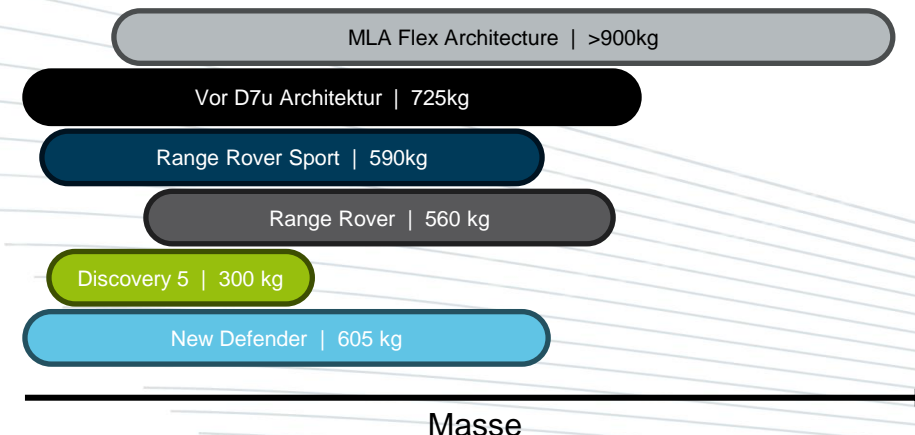 MLA Flex Architecture | >900kg
Vor D7u Architektur | 725kg
Range Rover Sport | 590kg
Range Rover | 560 kg
Discovery 5 | 300 kg
New Defender | 605 kg
Masse